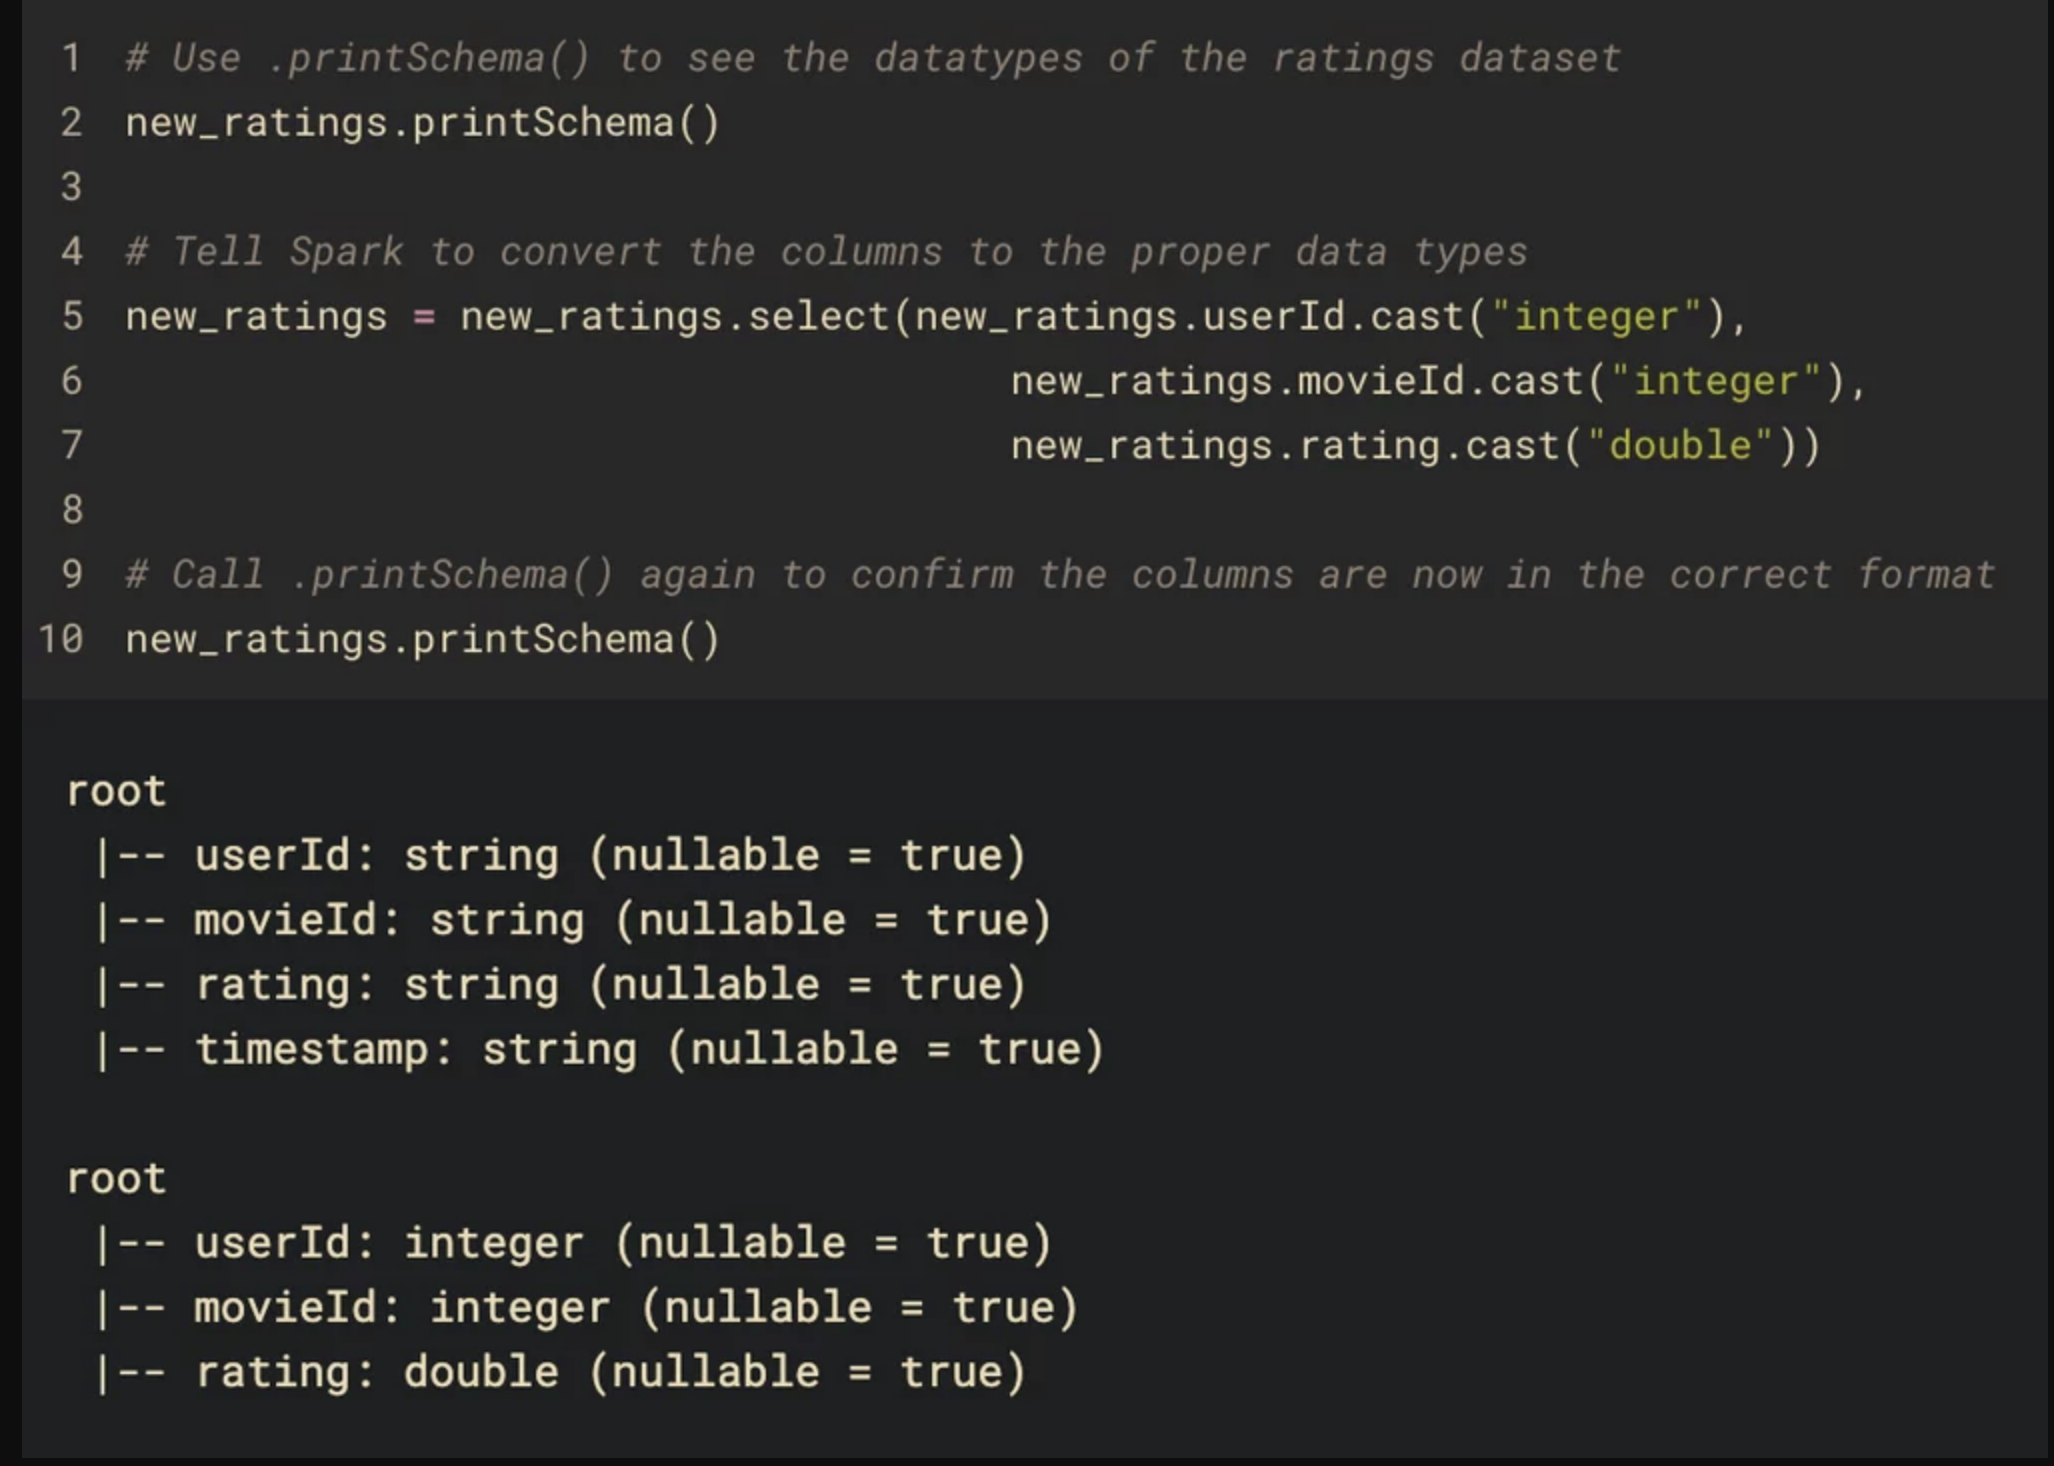 1 # Use .printSchema() to see the datatypes of the ratings dataset
2 new_ratings.printSchema()
3
4 # Tell Spark to convert the columns to the proper data types
5 new_ratings = new_ratings.select(new_ratings.userId.cast("integer"),
6 new_ratings.movieId.cast("integer"),
7 new_ratings.rating.cast("double"))
8
9 # Call .printSchema() again to confirm the columns are now in the correct format
10 new_ratings.printSchema()
root
|-- userId: string (nullable = true)
|-- movieId: string (nullable = true)
|-- rating: string (nullable = true)
|-- timestamp: string (nullable = true)
root
|-- userId: integer (nullable = true)
|-- movieId: integer (nullable = true)
|-- rating: double (nullable = true)